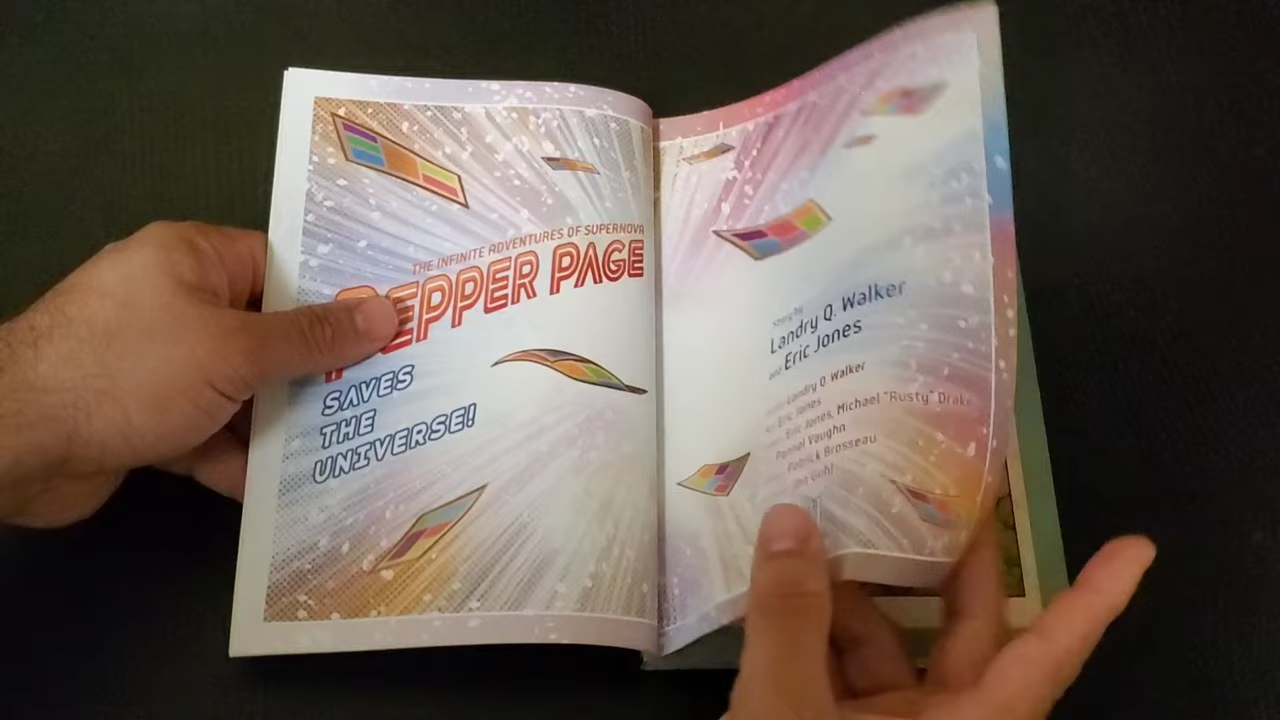 THE INFINITE ADVENTURES OF SUPERNOVA
PEPPER PAGE
SAVES
THE
UNIVERSE!
story by
Landry Q. Walker
and Eric Jones
Landry Q. Walker
Eric Jones
Eric Jones, Michael "Rusty" Drake
Pannel Vaughn
Patrick Brosseau